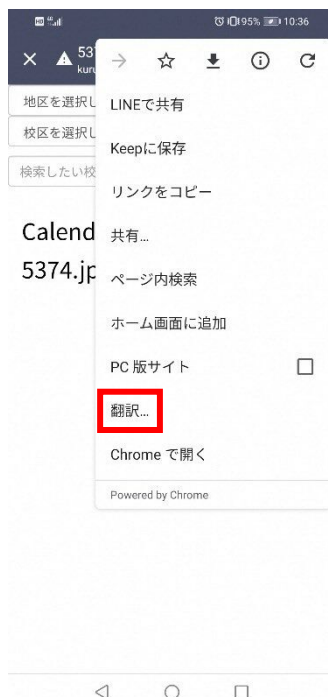 95% 10:36
53
kuru
地区を選択し
校区を選択し
検索したい校
Calend
5374.jp
LINEで共有
Keepに保存
リンクをコピー
共有...
ページ内検索
ホーム画面に追加
PC 版サイト
翻訳...
Chrome で開く
Powered by Chrome